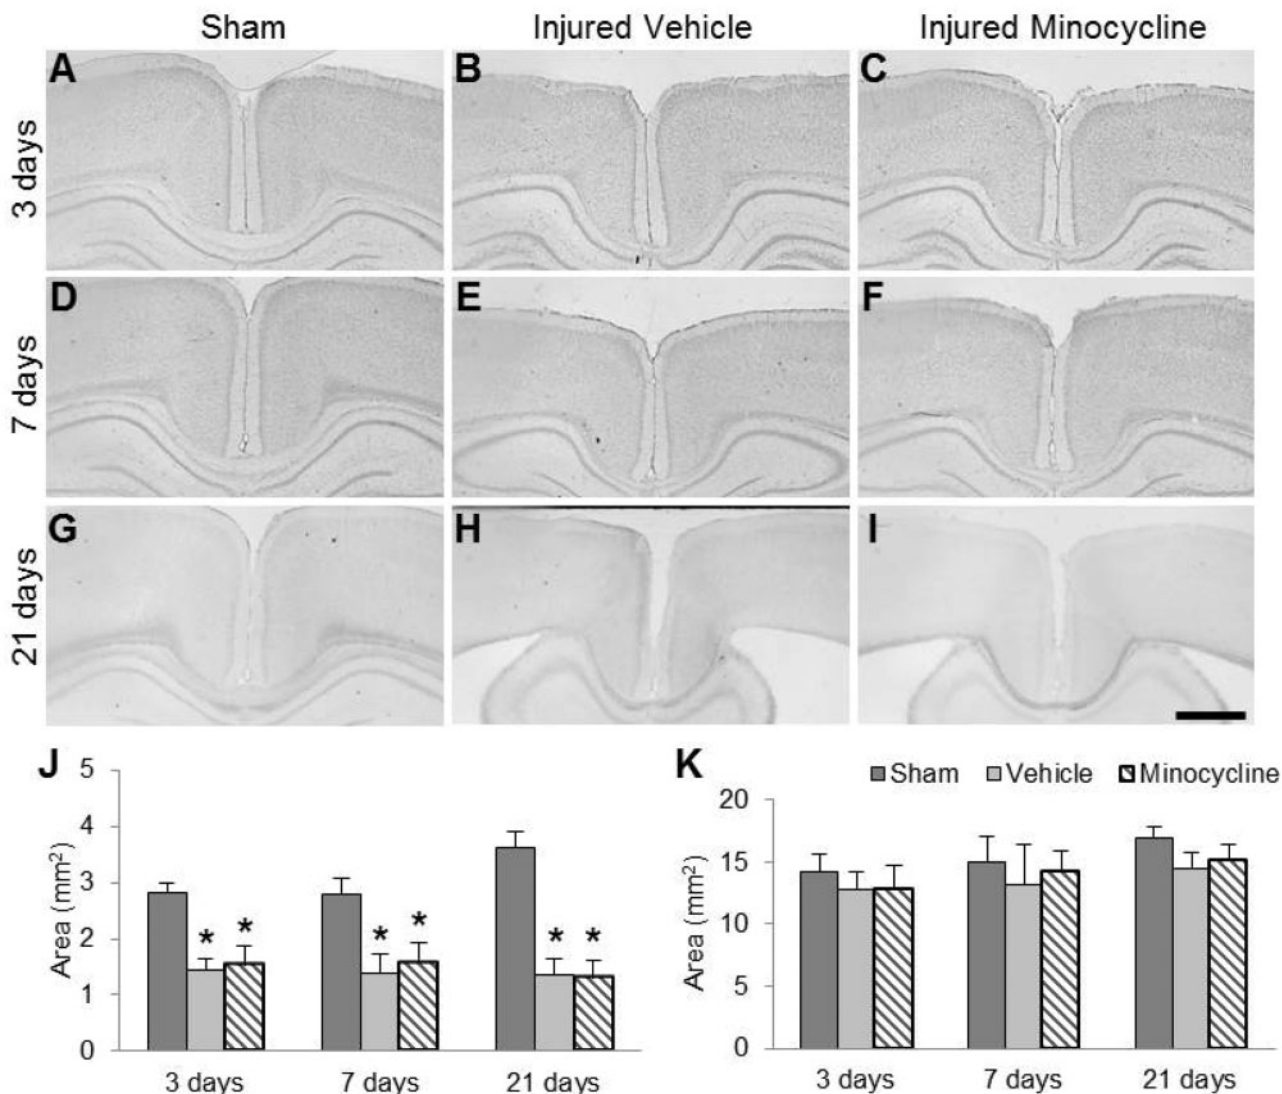 Sham Injured Vehicle Injured Minocycline
3 days
A B C
7 days
D E F
21 days
G H I
J
Area (mm²)
5
4
3
2
1
0
* * * * * *
3 days 7 days 21 days
K
Sham Vehicle Minocycline
Area (mm²)
20
15
10
5
0
3 days 7 days 21 days